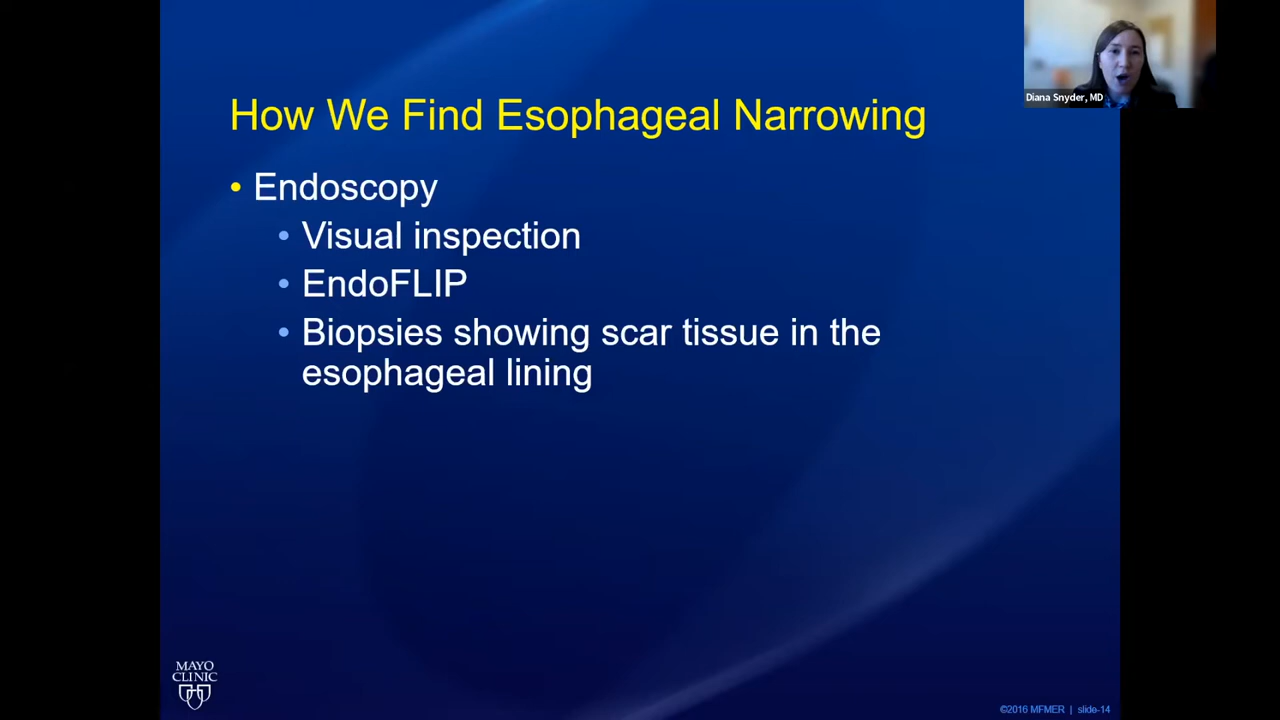 Diana Snyder, MD
How We Find Esophageal Narrowing
• Endoscopy
• Visual inspection
• EndoFLIP
• Biopsies showing scar tissue in the
esophageal lining
MAYO
CLINIC
©2016 MFMER | slide-14